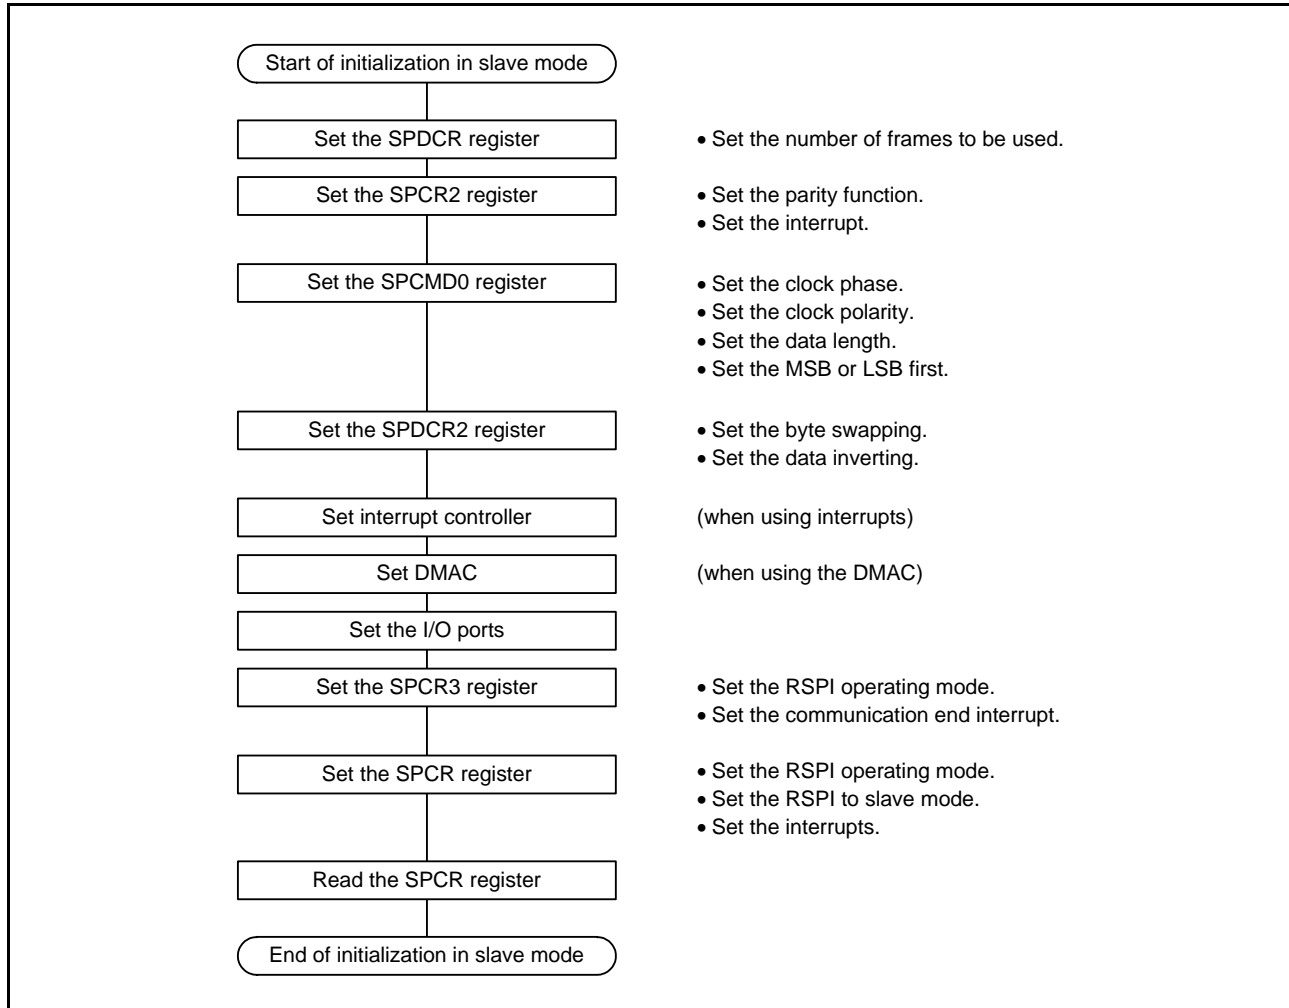 Start of initialization in slave mode
Set the SPDCR register
• Set the number of frames to be used.
Set the SPCR2 register
• Set the parity function.
• Set the interrupt.
Set the SPCMD0 register
• Set the clock phase.
• Set the clock polarity.
• Set the data length.
• Set the MSB or LSB first.
Set the SPDCR2 register
• Set the byte swapping.
• Set the data inverting.
Set interrupt controller
(when using interrupts)
Set DMAC
(when using the DMAC)
Set the I/O ports
Set the SPCR3 register
• Set the RSPI operating mode.
• Set the communication end interrupt.
Set the SPCR register
• Set the RSPI operating mode.
• Set the RSPI to slave mode.
• Set the interrupts.
Read the SPCR register
End of initialization in slave mode